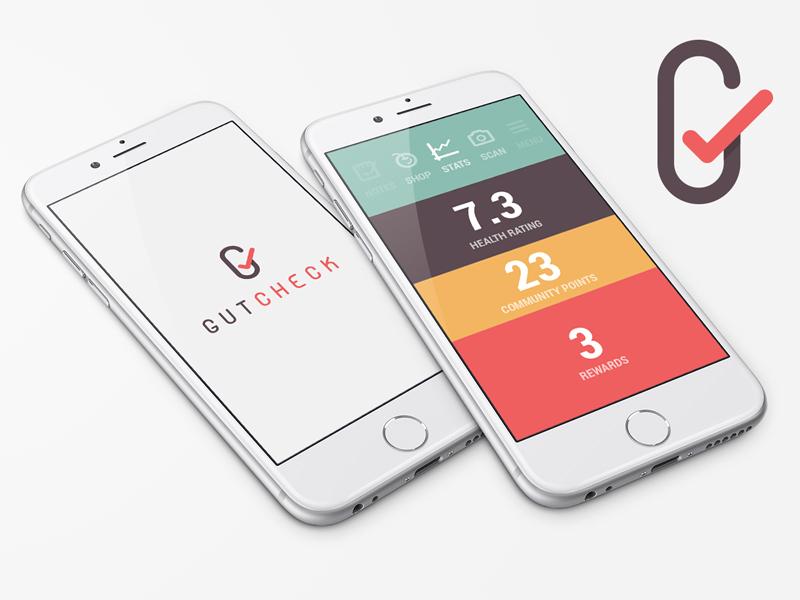 GUTCHECK
NOTES
SHOP
STATS
SCAN
MENU
7.3
HEALTH RATING
23
COMMUNITY POINTS
3
REWARDS